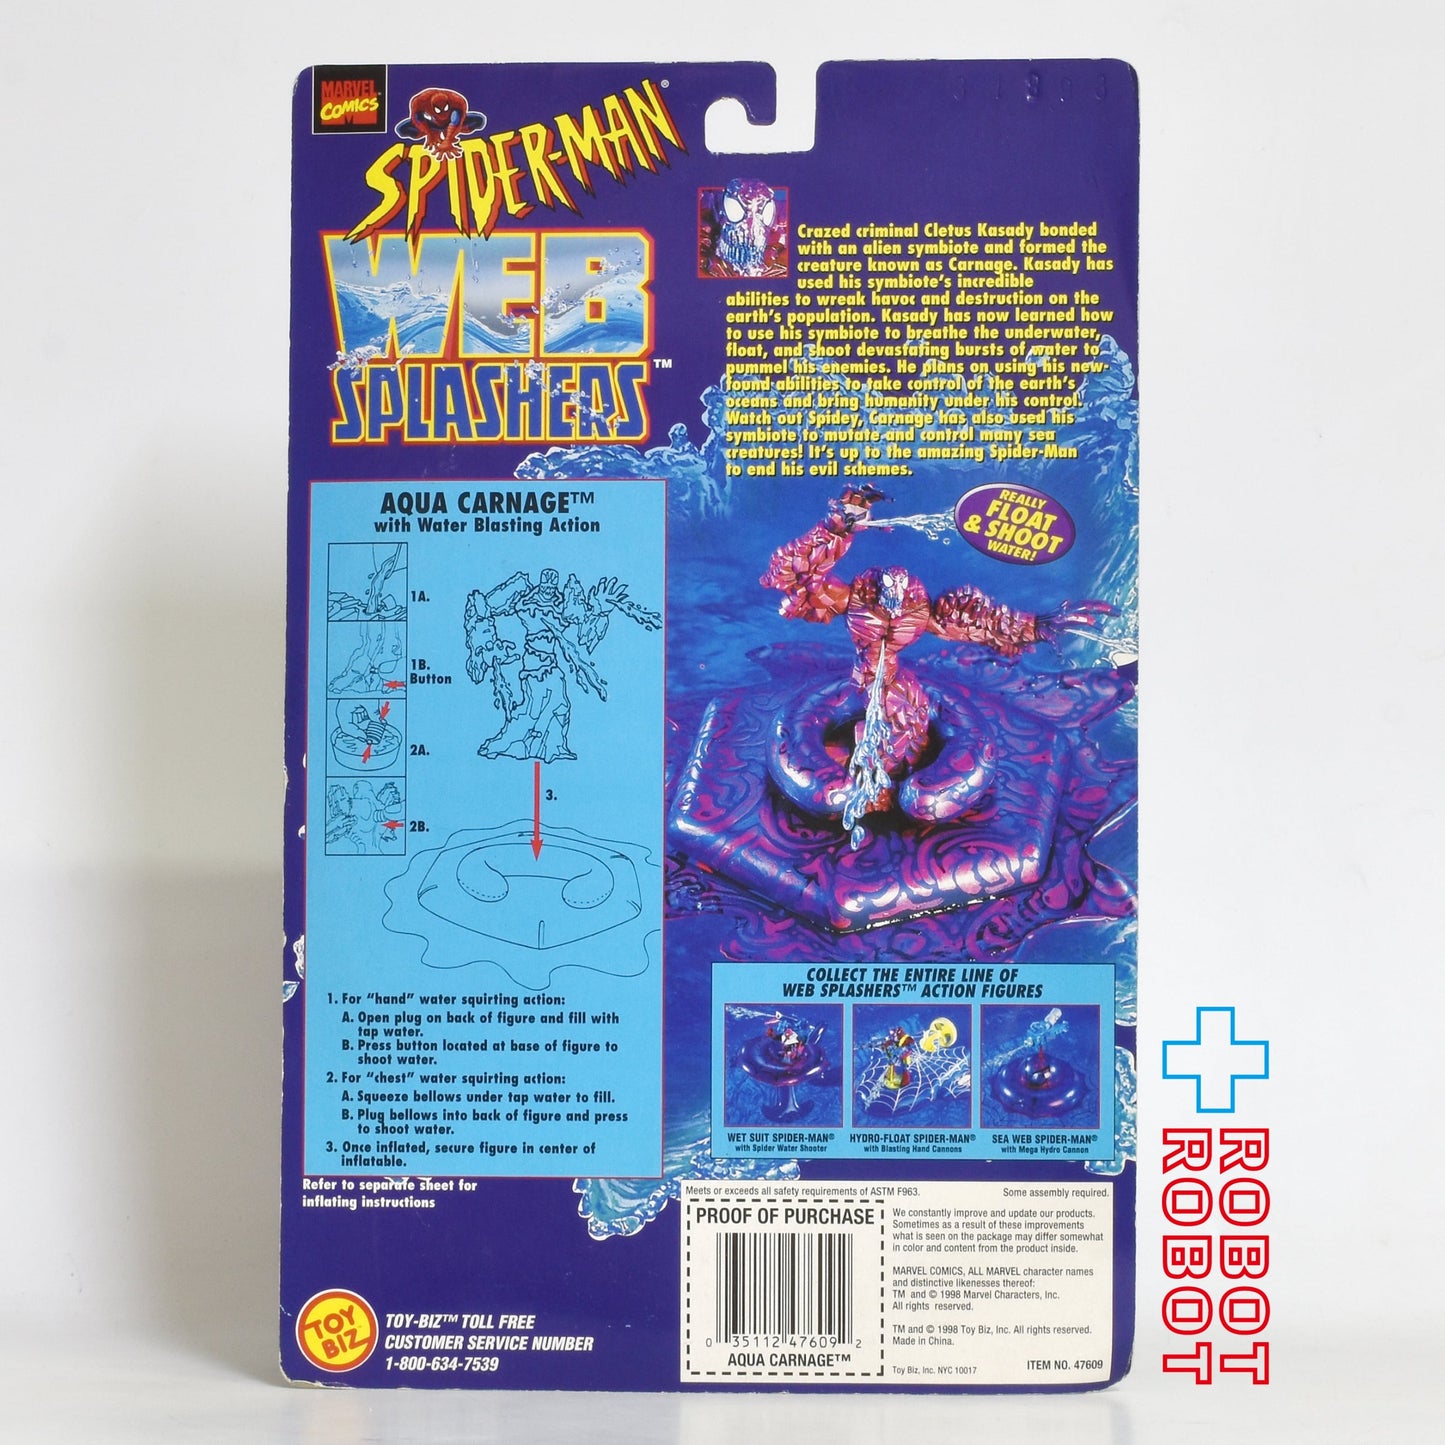 MARVEL
COMICS
SPIDER-MAN®
WEB
SPLASHERS™
Crazed criminal Cletus Kasady bonded
with an alien symbiote and formed the
creature known as Carnage. Kasady has
used his symbiote's incredible
abilities to wreak havoc and destruction on the
earth's population. Kasady has now learned how
to use his symbiote to breathe the underwater,
float, and shoot devastating bursts of water to
pummel his enemies. He plans on using his new-
found abilities to take control of the earth's
oceans and bring humanity under his control.
Watch out Spidey, Carnage has also used his
symbiote to mutate and control many sea
creatures! It's up to the amazing Spider-Man
to end his evil schemes.
REALLY
FLOAT
& SHOOT
WATER!
AQUA CARNAGE™
with Water Blasting Action
1A.
1B.
Button
2A.
2B.
3.
1. For “hand” water squirting action:
A. Open plug on back of figure and fill with
tap water.
B. Press button located at base of figure to
shoot water.
2. For “chest” water squirting action:
A. Squeeze bellows under tap water to fill.
B. Plug bellows into back of figure and press
to shoot water.
3. Once inflated, secure figure in center of
inflatable.
Refer to separate sheet for
inflating instructions
COLLECT THE ENTIRE LINE OF
WEB SPLASHERS™ ACTION FIGURES
WET SUIT SPIDER-MAN®
with Spider Water Shooter
HYDRO-FLOAT SPIDER-MAN®
with Blasting Hand Cannons
SEA WEB SPIDER-MAN®
with Mega Hydro Cannon
Meets or exceeds all safety requirements of ASTM F963.
Some assembly required.
PROOF OF PURCHASE
0 35112 47609 2
AQUA CARNAGE™
We constantly improve and update our products.
Sometimes as a result of these improvements
what is seen on the package may differ somewhat
in color and content from the product inside.
MARVEL COMICS, ALL MARVEL character names
and distinctive likenesses thereof:
TM and © 1998 Marvel Characters, Inc.
All rights reserved.
TM and © 1998 Toy Biz, Inc. All rights reserved.
Made in China.
Toy Biz, Inc. NYC 10017
ITEM NO. 47609
TOY
BIZ
TOY-BIZ™ TOLL FREE
CUSTOMER SERVICE NUMBER
1-800-634-7539
ROBOT
ROBOT